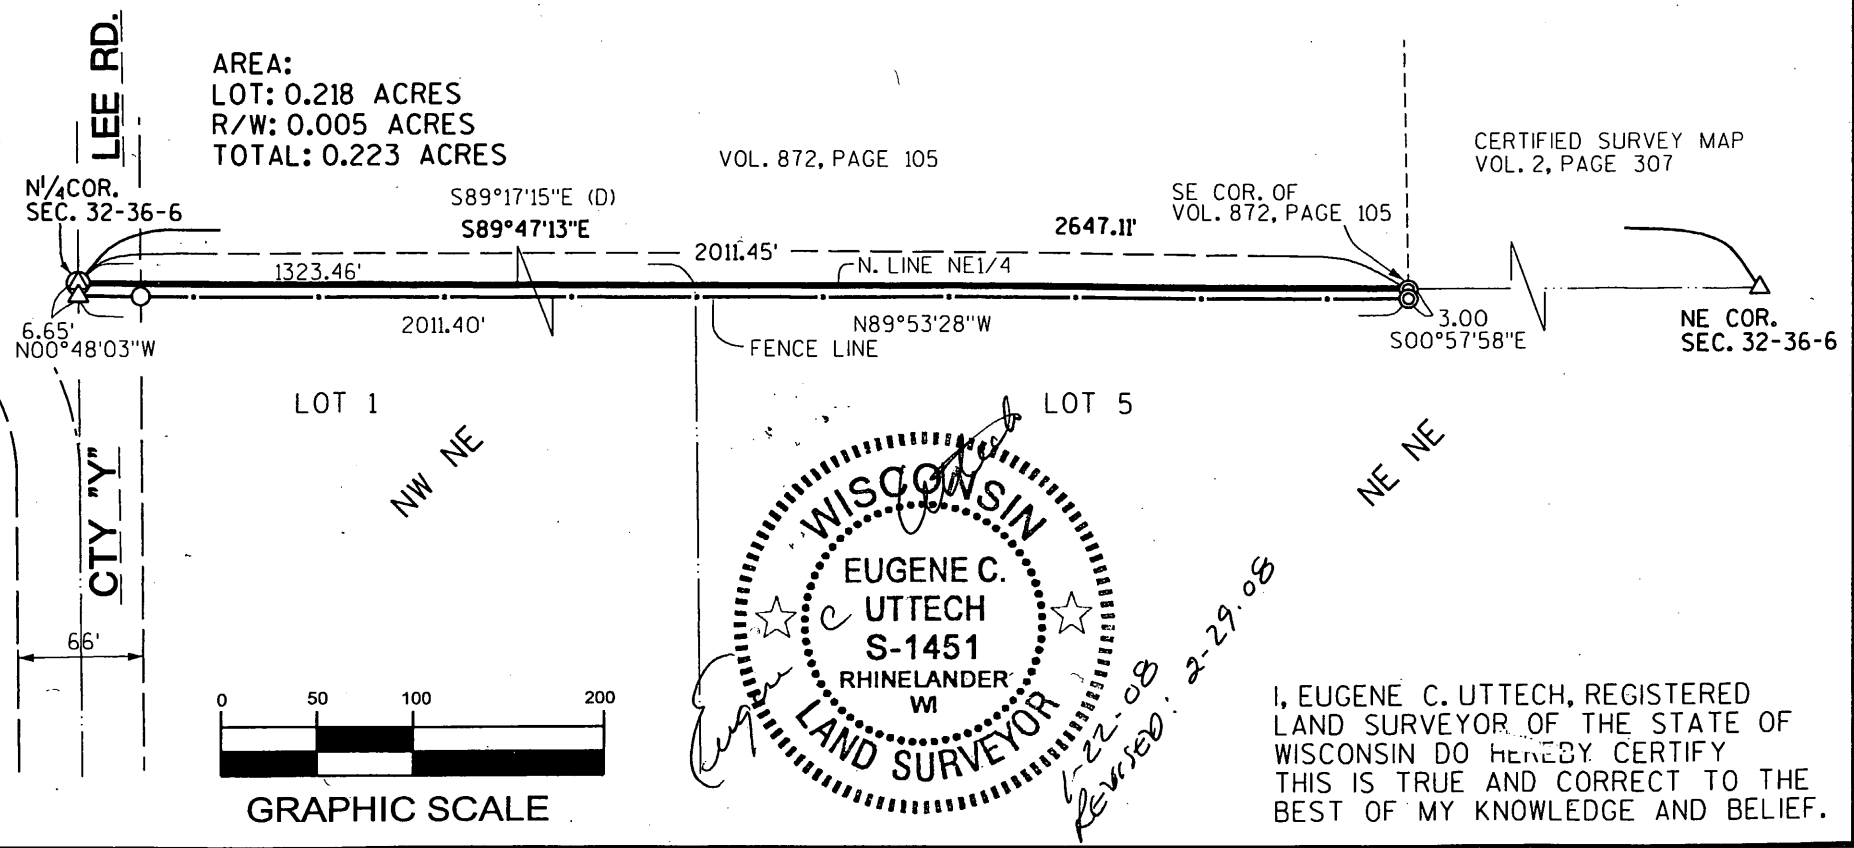 LEE RD.
AREA:
LOT: 0.218 ACRES
R/W: 0.005 ACRES
TOTAL: 0.223 ACRES
VOL. 872, PAGE 105
CERTIFIED SURVEY MAP
VOL. 2, PAGE 307
N1/4COR.
SEC. 32-36-6
S89°17'15"E (D)
S89°47'13"E
SE COR. OF
VOL. 872, PAGE 105
2647.11'
2011.45'
1323.46'
N. LINE NE1/4
6.65'
N00°48'03"W
2011.40'
N89°53'28"W
FENCE LINE
3.00
S00°57'58"E
NE COR.
SEC. 32-36-6
LOT 1
LOT 5
NW NE
NE NE
CTY "Y"
66'
0 50 100 200
GRAPHIC SCALE
WISCONSIN
EUGENE C.
UTTECH
S-1451
RHINELANDER
WI
LAND SURVEYOR
Eugene C Uttech
1-22-08
REVISED: 2-29-08
I, EUGENE C. UTTECH, REGISTERED
LAND SURVEYOR OF THE STATE OF
WISCONSIN DO HEREBY CERTIFY
THIS IS TRUE AND CORRECT TO THE
BEST OF MY KNOWLEDGE AND BELIEF.